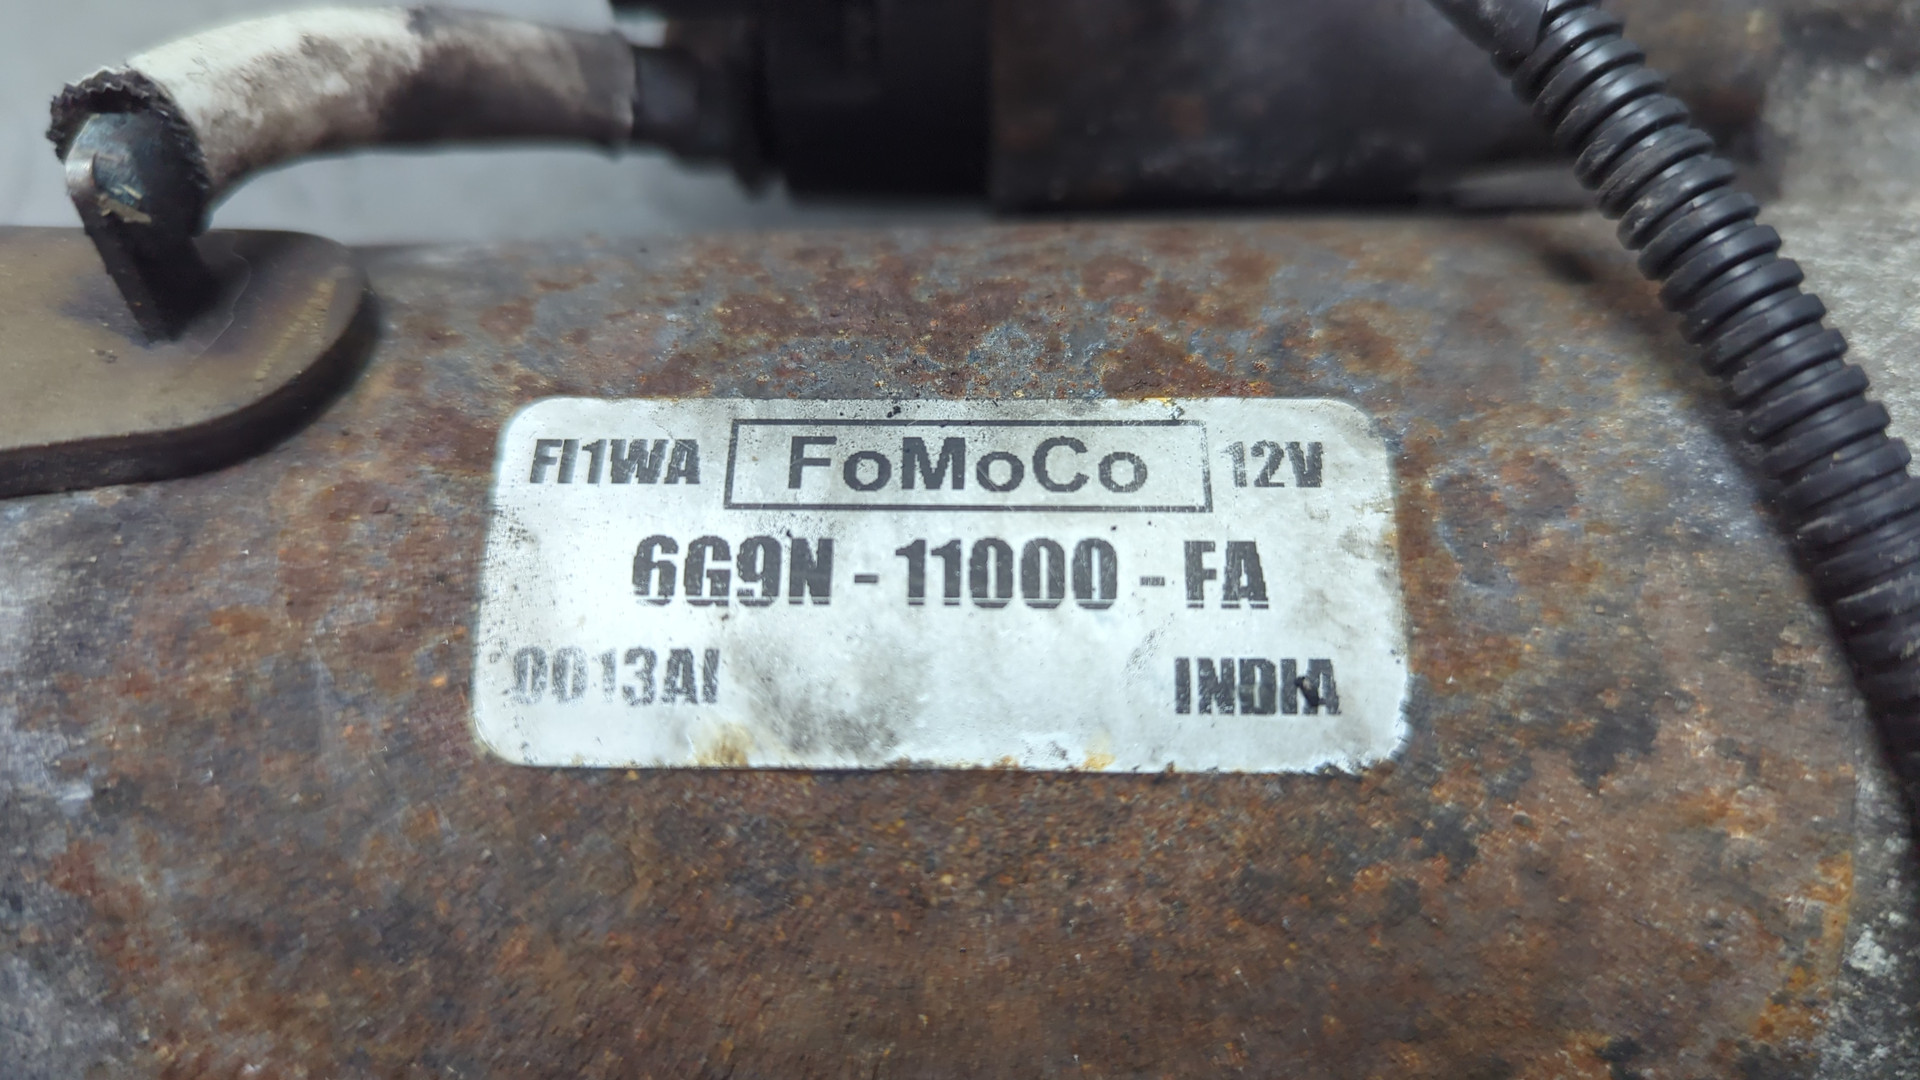 FI1WA FoMoCo 12V
6G9N - 11000 - FA
0013AI INDIA